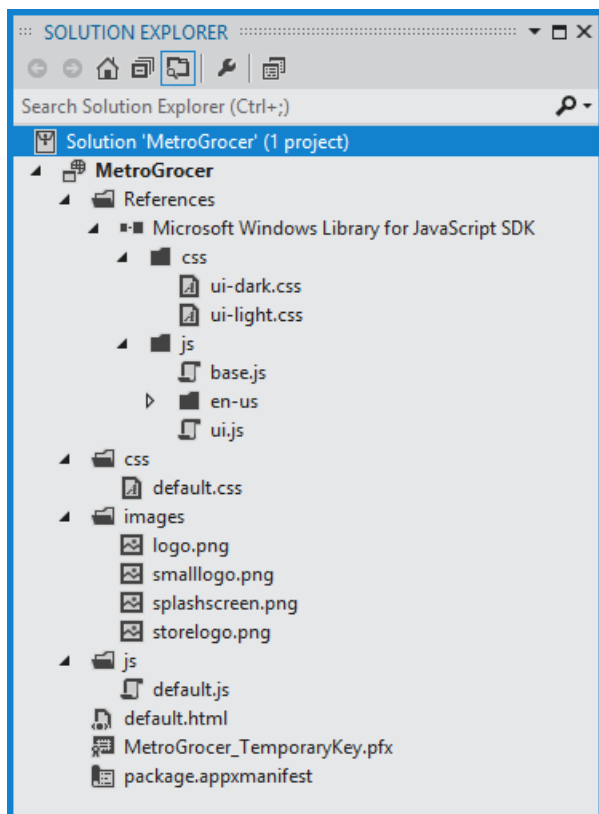 SOLUTION EXPLORER
Search Solution Explorer (Ctrl+;)
Solution 'MetroGrocer' (1 project)
MetroGrocer
References
Microsoft Windows Library for JavaScript SDK
css
ui-dark.css
ui-light.css
js
base.js
en-us
ui.js
css
default.css
images
logo.png
smalllogo.png
splashscreen.png
storelogo.png
js
default.js
default.html
MetroGrocer_TemporaryKey.pfx
package.appxmanifest